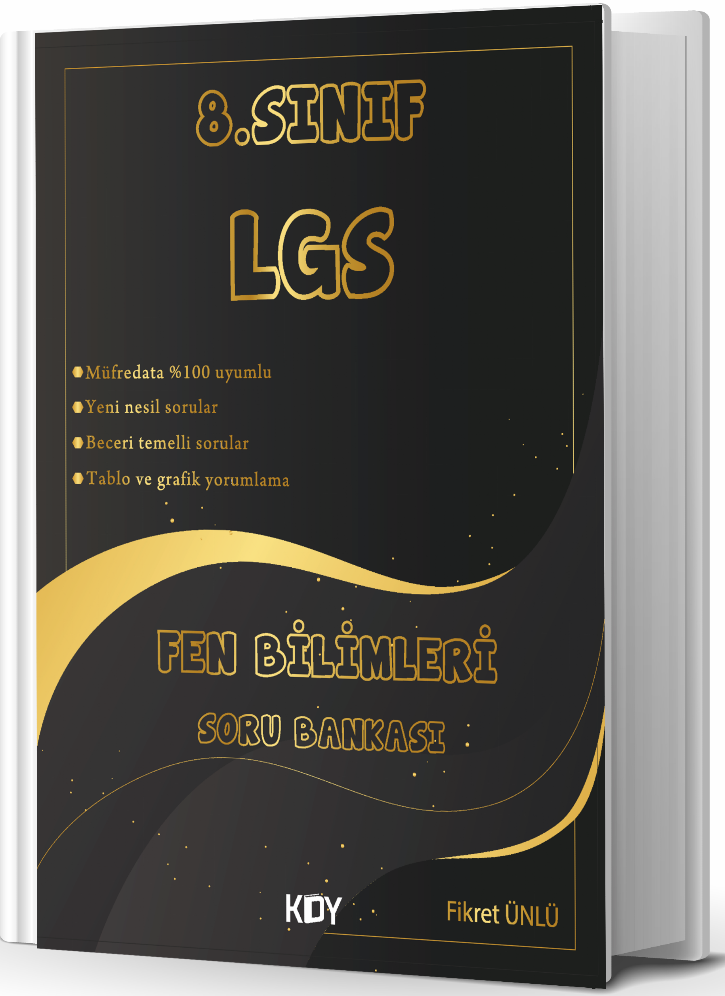 8.SINIF
LGS
Müfredata %100 uyumlu
Yeni nesil sorular
Beceri temelli sorular
Tablo ve grafik yorumlama
FEN BİLİMLERİ
SORU BANKASI
KDY
Fikret ÜNLÜ